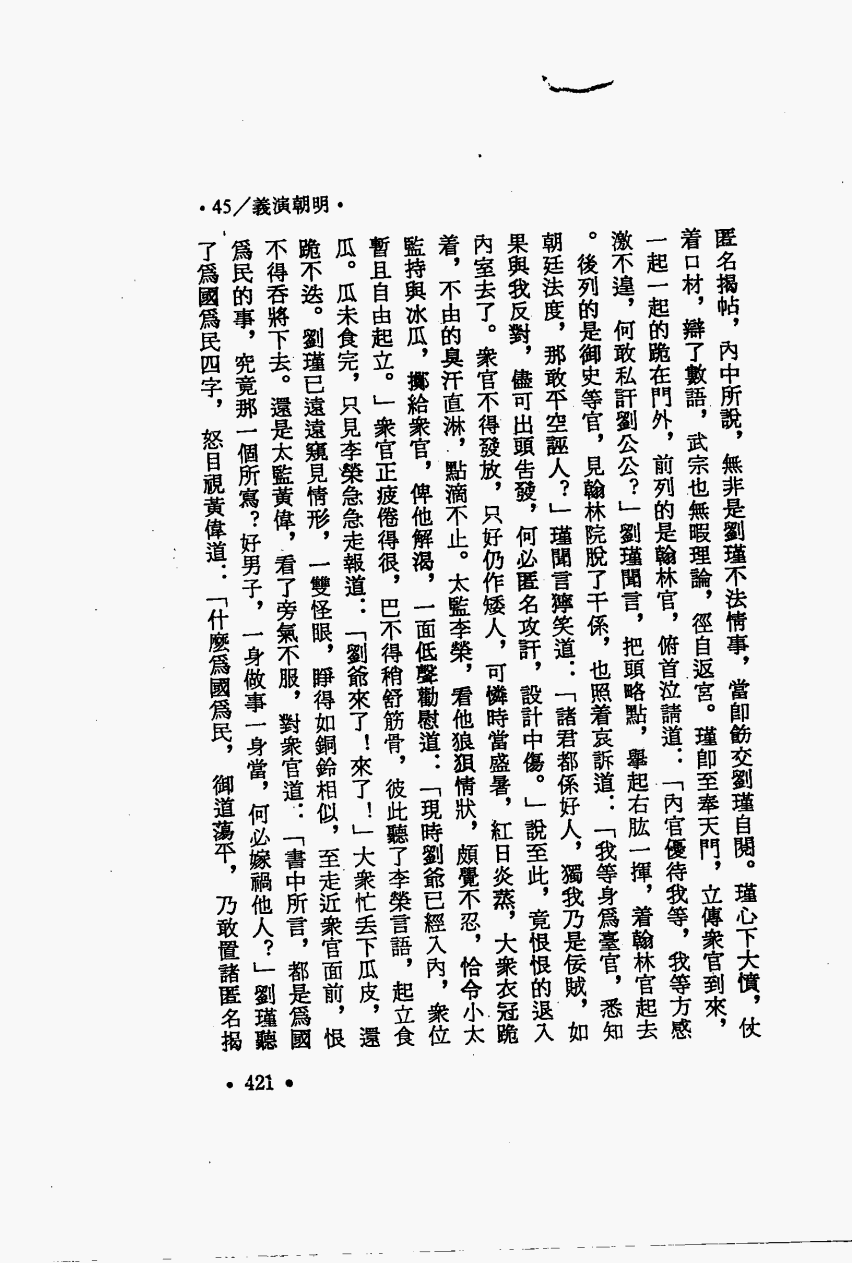 •45／義演朝明•
匿名揭帖，內中所說，無非是劉瑾不法情事，當卽飭交劉瑾自閱。瑾心下大憤，仗
着口材，辯了數語，武宗也無暇理論，徑自返宮。瑾卽至奉天門，立傳衆官到來，
一起一起的跪在門外，前列的是翰林官，俯首泣請道：「內官優待我等，我等方感
激不遑，何敢私訐劉公公？」劉瑾聞言，把頭略點，舉起右肱一揮，着翰林官起去
。後列的是御史等官，見翰林院脫了干係，也照着哀訴道：「我等身爲臺官，悉知
朝廷法度，那敢平空誣人？」瑾聞言獰笑道：「諸君都係好人，獨我乃是佞賊，如
果與我反對，儘可出頭告發，何必匿名攻訐，設計中傷。」說至此，竟恨恨的退入
內室去了。衆官不得發放，只好仍作矮人，可憐時當盛暑，紅日炎蒸，大衆衣冠跪
着，不由的臭汗直淋，點滴不止。太監李榮，看他狼狽情狀，頗覺不忍，恰令小太
監持與冰瓜，擲給衆官，俾他解渴，一面低聲勸慰道：「現時劉爺已經入內，衆位
暫且自由起立。」衆官正疲倦得很，巴不得稍舒筋骨，彼此聽了李榮言語，起立食
瓜。瓜未食完，只見李榮急急走報道：「劉爺來了！來了！」大衆忙丢下瓜皮，還
跪不迭。劉瑾已遠遠窺見情形，一雙怪眼，睜得如銅鈴相似，至走近衆官面前，恨
不得吞將下去。還是太監黃偉，看了旁氣不服，對衆官道：「書中所言，都是爲國
爲民的事，究竟那一個所寫？好男子，一身做事一身當，何必嫁禍他人？」劉瑾聽
了爲國爲民四字，怒目視黃偉道：「什麼爲國爲民，御道蕩平，乃敢置諸匿名揭
•421•